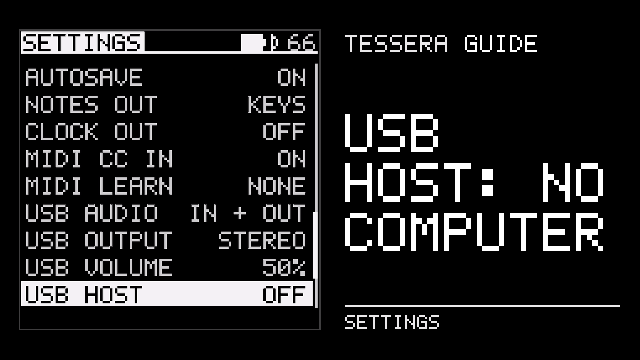 SETTINGS 66
AUTOSAVE ON
NOTES OUT KEYS
CLOCK OUT OFF
MIDI CC IN ON
MIDI LEARN NONE
USB AUDIO IN + OUT
USB OUTPUT STEREO
USB VOLUME 50%
USB HOST OFF
TESSERA GUIDE
USB
HOST: NO
COMPUTER
SETTINGS